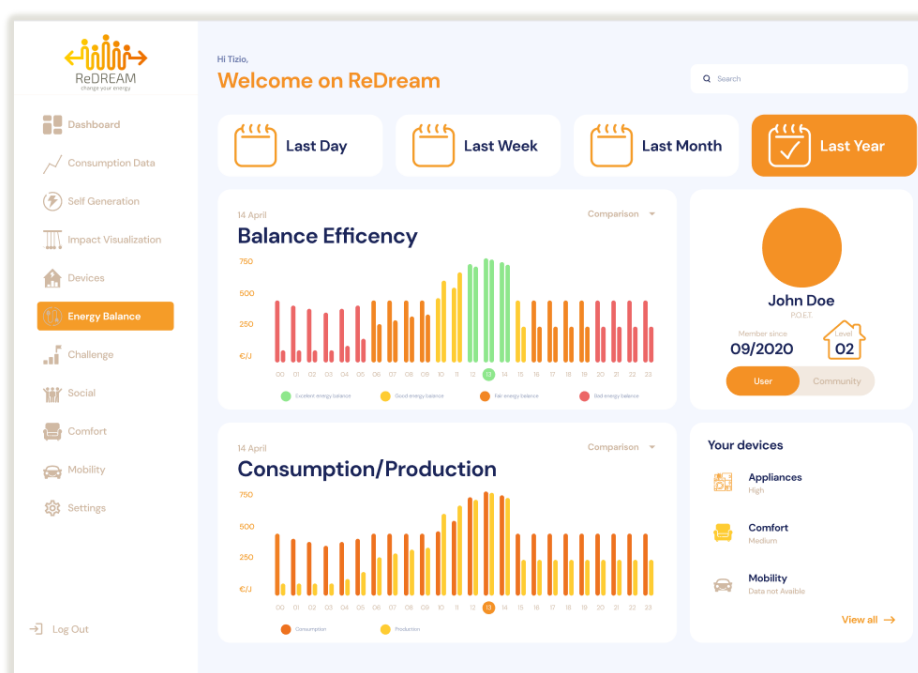 ReDREAM
change your energy
Dashboard
Consumption Data
Self Generation
Impact Visualization
Devices
Energy Balance
Challenge
Social
Comfort
Mobility
Settings
Log Out
Hi Tizio,
Welcome on ReDream
Search
Last Day
Last Week
Last Month
Last Year
14 April
Comparison
Balance Efficency
750
500
250
€/J
00 01 02 03 04 05 06 07 08 09 10 11 12 13 14 15 16 17 18 19 20 21 22 23
Excellent energy balance
Good energy balance
Fair energy balance
Bad energy balance
John Doe
P.O.E.T.
Member since
09/2020
Level
02
User
Community
14 April
Comparison
Consumption/Production
750
500
250
€/J
00 01 02 03 04 05 06 07 08 09 10 11 12 13 14 15 16 17 18 19 20 21 22 23
Consumption
Production
Your devices
Appliances
High
Comfort
Medium
Mobility
Data not Avaible
View all